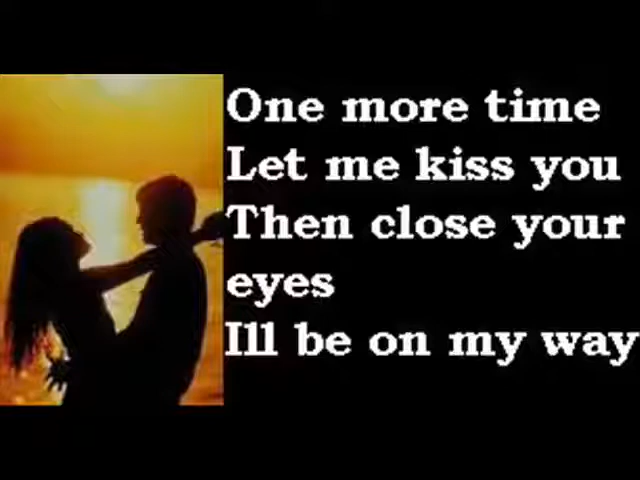 One more time
Let me kiss you
Then close your
eyes
Ill be on my way